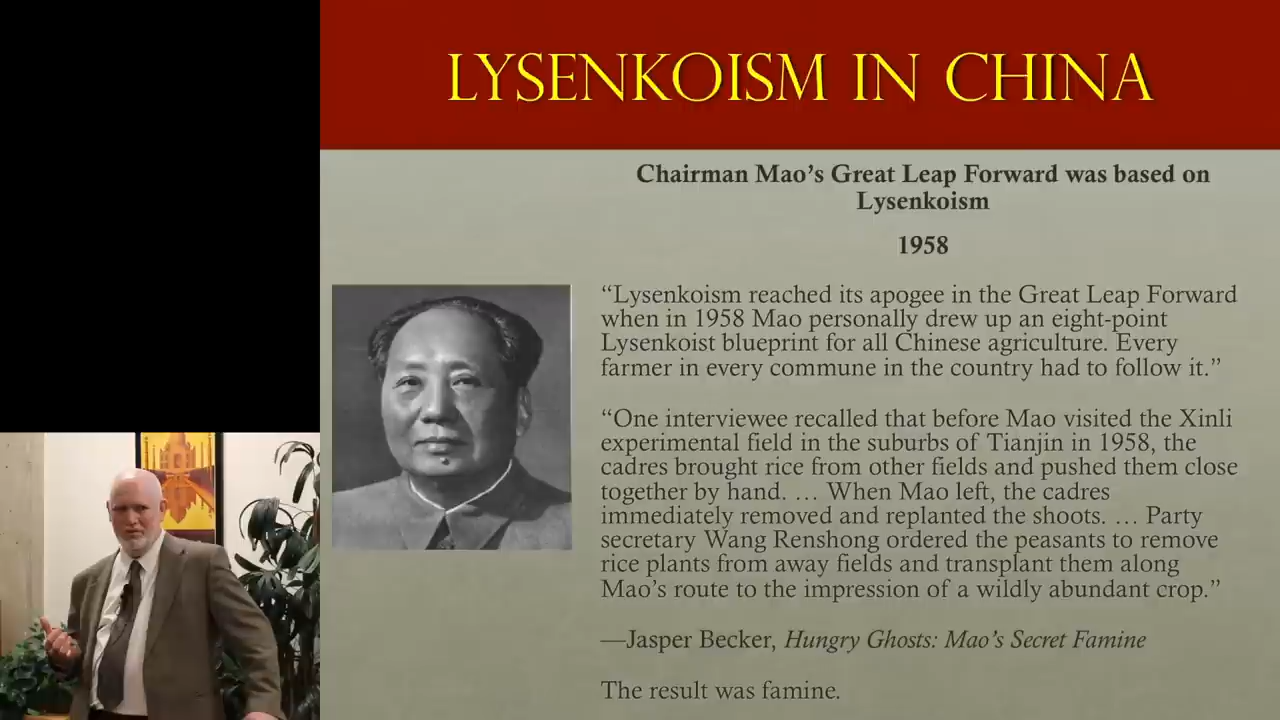 LYSENKOISM IN CHINA
Chairman Mao’s Great Leap Forward was based on
Lysenkoism
1958
“Lysenkoism reached its apogee in the Great Leap Forward
when in 1958 Mao personally drew up an eight-point
Lysenkoist blueprint for all Chinese agriculture. Every
farmer in every commune in the country had to follow it.”
“One interviewee recalled that before Mao visited the Xinli
experimental field in the suburbs of Tianjin in 1958, the
cadres brought rice from other fields and pushed them close
together by hand. … When Mao left, the cadres
immediately removed and replanted the shoots. … Party
secretary Wang Renshong ordered the peasants to remove
rice plants from away fields and transplant them along
Mao’s route to the impression of a wildly abundant crop.”
—Jasper Becker, Hungry Ghosts: Mao’s Secret Famine
The result was famine.